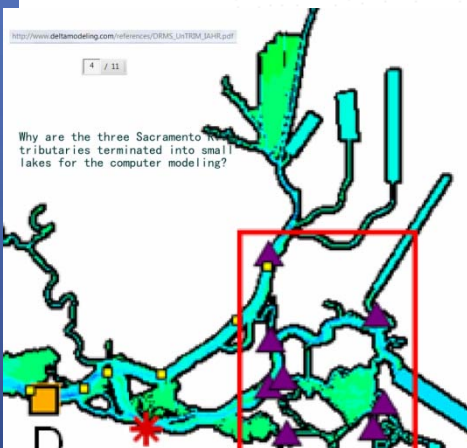 http://www.deltamodeling.com/references/DRMS_UnTRIM_IAHR.pdf
4 / 11
Why are the three Sacramento
tributaries terminated into small
lakes for the computer modeling?
D